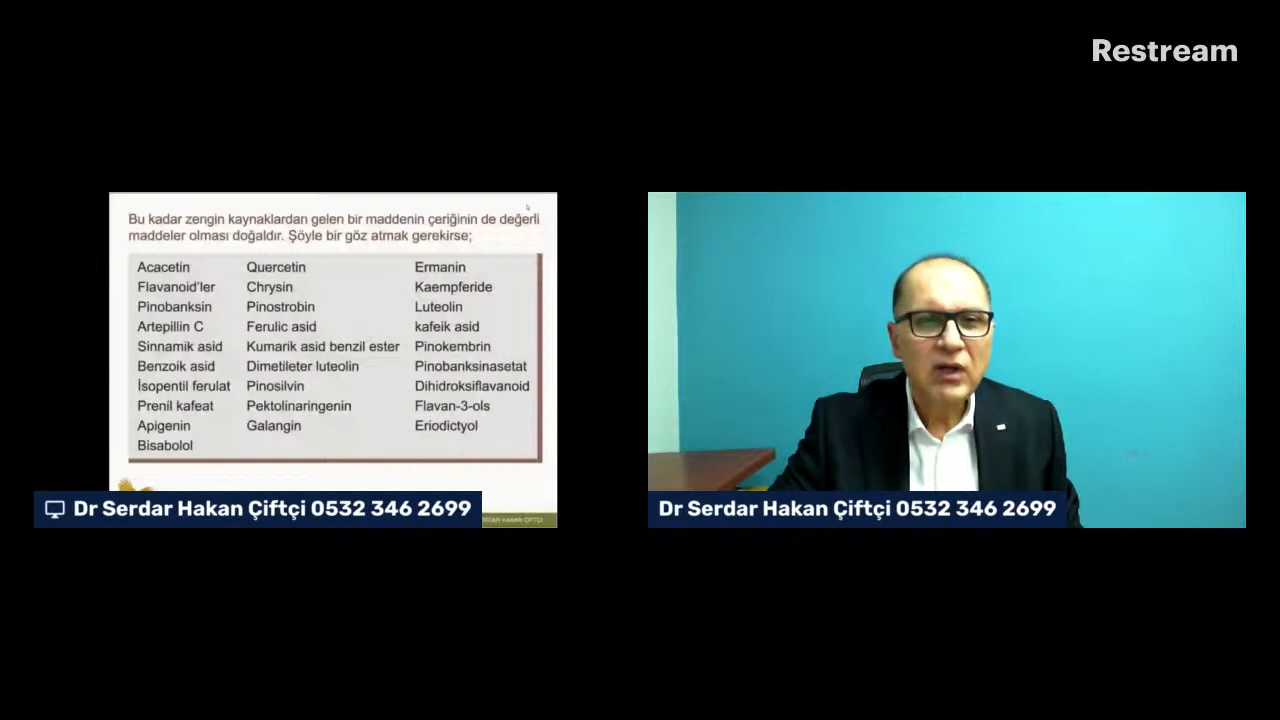 Restream
Bu kadar zengin kaynaklardan gelen bir maddenin çeriğinin de değerli
maddeler olması doğaldır. Şöyle bir göz atmak gerekirse;
Acacetin Quercetin Ermanin
Flavanoid'ler Chrysin Kaempferide
Pinobanksin Pinostrobin Luteolin
Artepillin C Ferulic asid kafeik asid
Sinnamik asid Kumarik asid benzil ester Pinokembrin
Benzoik asid Dimetileter luteolin Pinobanksinasetat
İsopentil ferulat Pinosilvin Dihidroksiflavanoid
Prenil kafeat Pektolinaringenin Flavan-3-ols
Apigenin Galangin Eriodictyol
Bisabolol
Dr Serdar Hakan Çiftçi 0532 346 2699
HAKAN ÇİFTÇİ
Dr Serdar Hakan Çiftçi 0532 346 2699